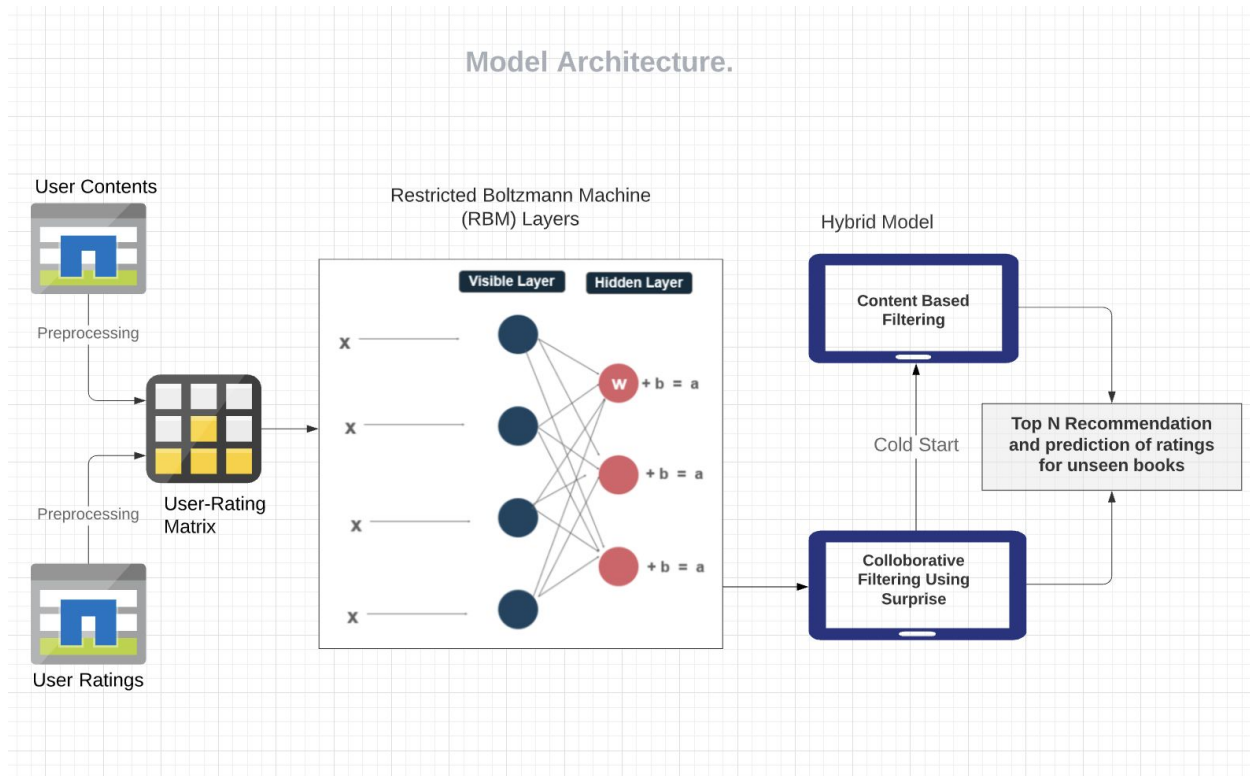 Model Architecture.
User Contents
Preprocessing
User-Rating
Matrix
Preprocessing
User Ratings
Restricted Boltzmann Machine
(RBM) Layers
Visible Layer
Hidden Layer
x
x
x
x
w + b = a
+ b = a
+ b = a
Hybrid Model
Content Based
Filtering
Cold Start
Colloborative
Filtering Using
Surprise
Top N Recommendation
and prediction of ratings
for unseen books